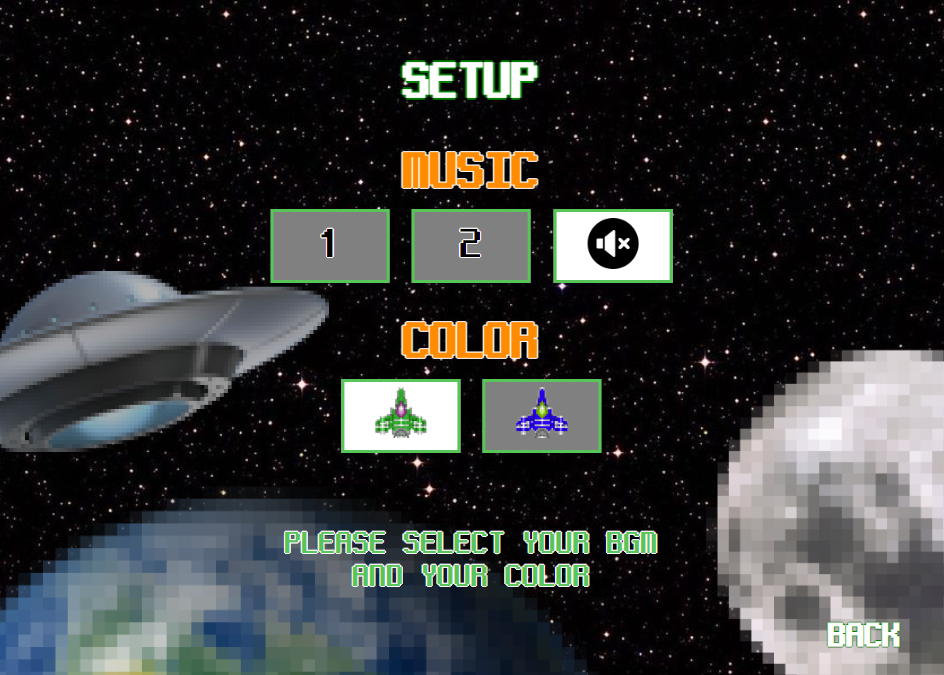 SETUP
MUSIC
1
2
COLOR
PLEASE SELECT YOUR BGM
AND YOUR COLOR
BACK